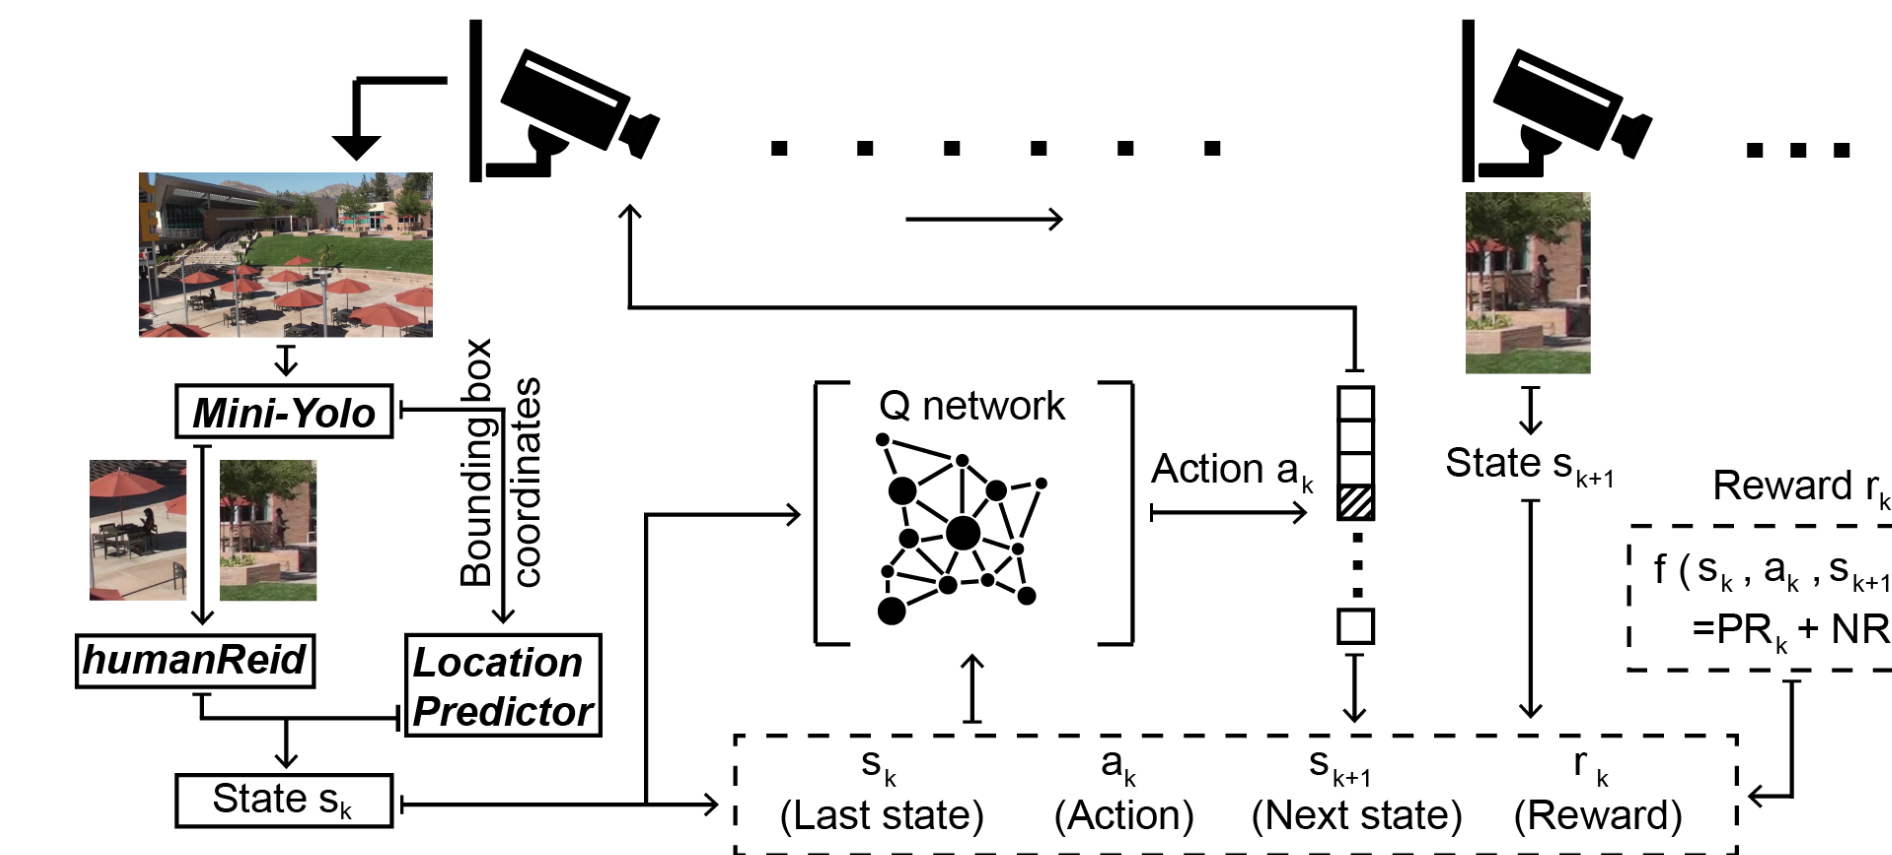 Mini-Yolo
Bounding box
coordinates
humanReid
Location
Predictor
State s_k
Q network
Action a_k
State s_k+1
Reward r_k
f ( s_k , a_k , s_k+1
=PR_k + NR
s_k
(Last state)
a_k
(Action)
s_k+1
(Next state)
r_k
(Reward)